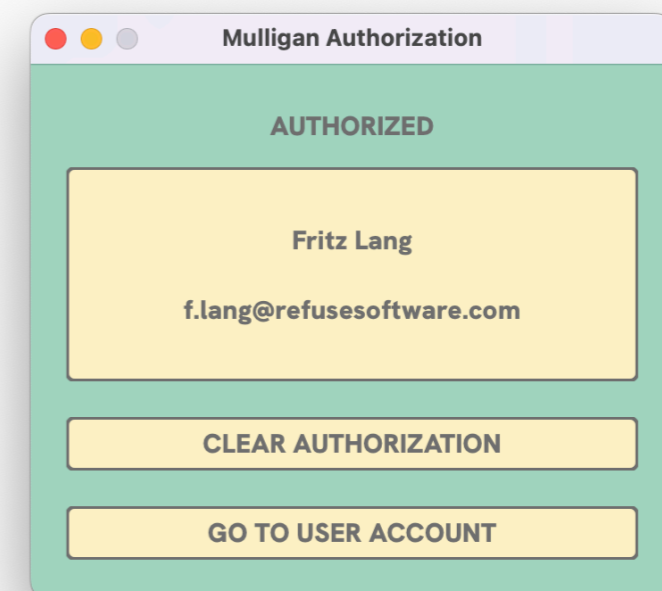 Mulligan Authorization
AUTHORIZED
Fritz Lang
f.lang@refusesoftware.com
CLEAR AUTHORIZATION
GO TO USER ACCOUNT